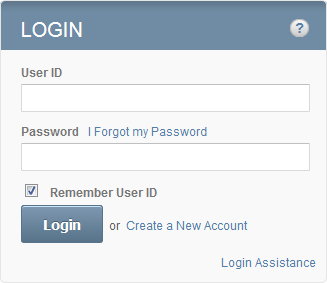 LOGIN ?
User ID
Password I Forgot my Password
Remember User ID
Login or Create a New Account
Login Assistance